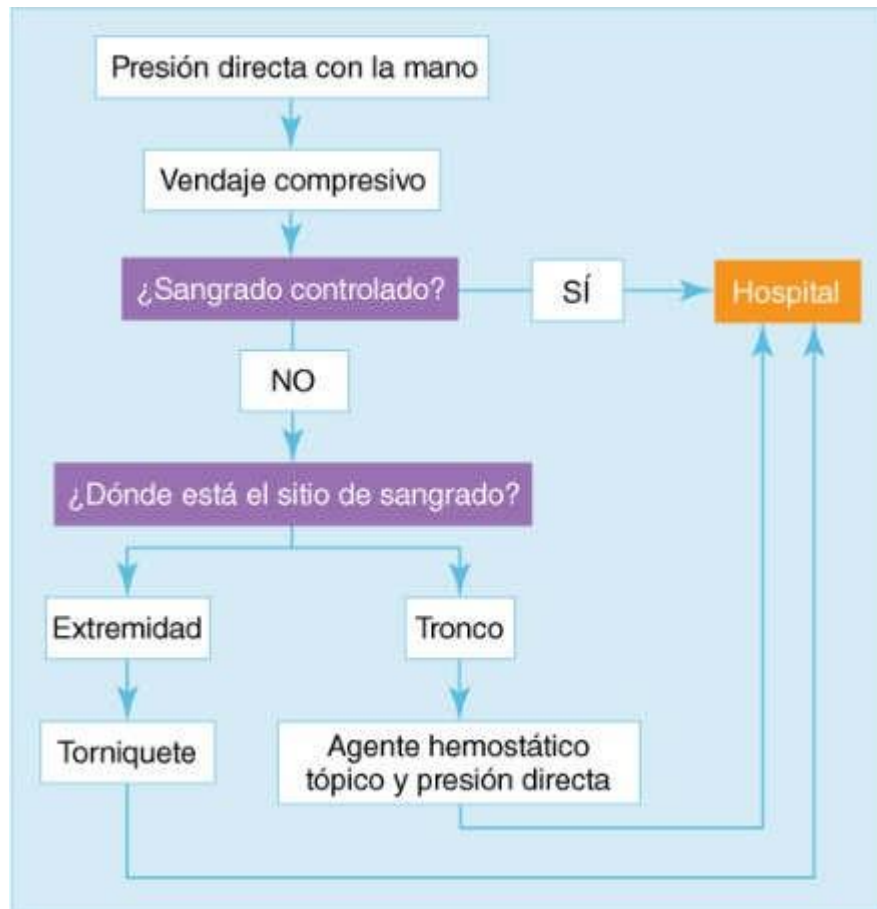 Presión directa con la mano
Vendaje compresivo
¿Sangrado controlado?
SÍ
Hospital
NO
¿Dónde está el sitio de sangrado?
Extremidad
Tronco
Torniquete
Agente hemostático
tópico y presión directa